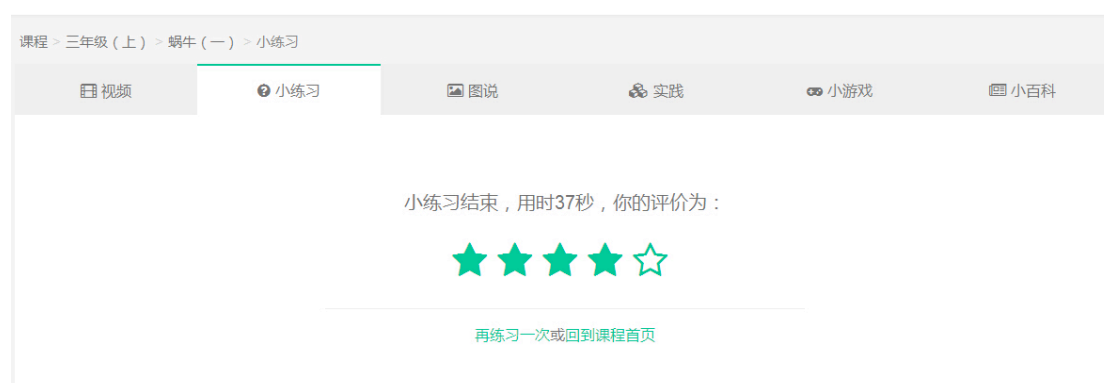 课程 > 三年级（上） > 蜗牛（一） > 小练习
视频 小练习 图说 实践 小游戏 小百科
小练习结束，用时37秒，你的评价为：
再练习一次或回到课程首页